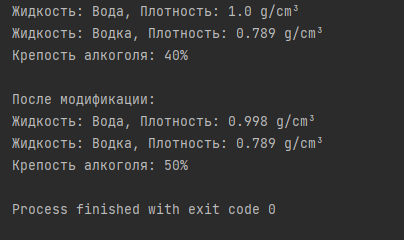 Жидкость: Вода, Плотность: 1.0 g/cm³
Жидкость: Водка, Плотность: 0.789 g/cm³
Крепость алкоголя: 40%
После модификации:
Жидкость: Вода, Плотность: 0.998 g/cm³
Жидкость: Водка, Плотность: 0.789 g/cm³
Крепость алкоголя: 50%
Process finished with exit code 0